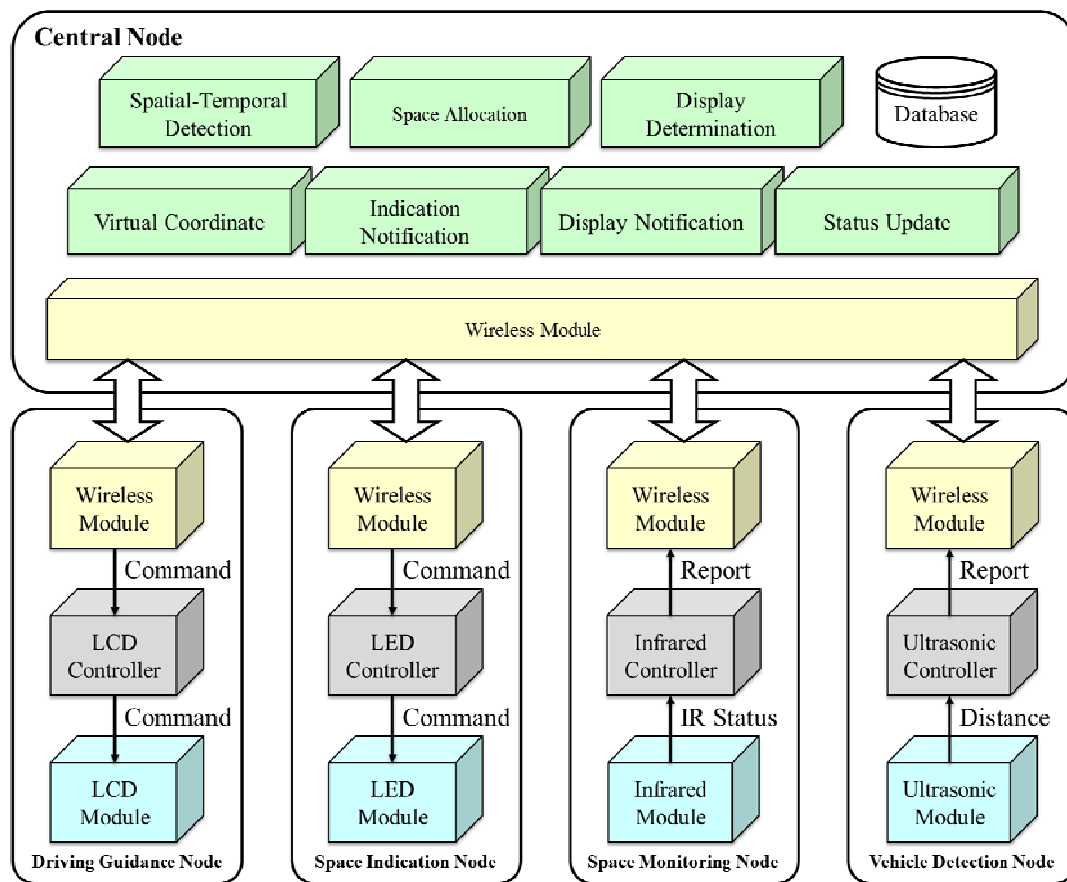 Central Node
Spatial-Temporal
Detection
Space Allocation
Display
Determination
Database
Virtual Coordinate
Indication
Notification
Display Notification
Status Update
Wireless Module
Wireless
Module
Command
LCD
Controller
Command
LCD
Module
Driving Guidance Node
Wireless
Module
Command
LED
Controller
Command
LED
Module
Space Indication Node
Wireless
Module
Report
Infrared
Controller
IR Status
Infrared
Module
Space Monitoring Node
Wireless
Module
Report
Ultrasonic
Controller
Distance
Ultrasonic
Module
Vehicle Detection Node